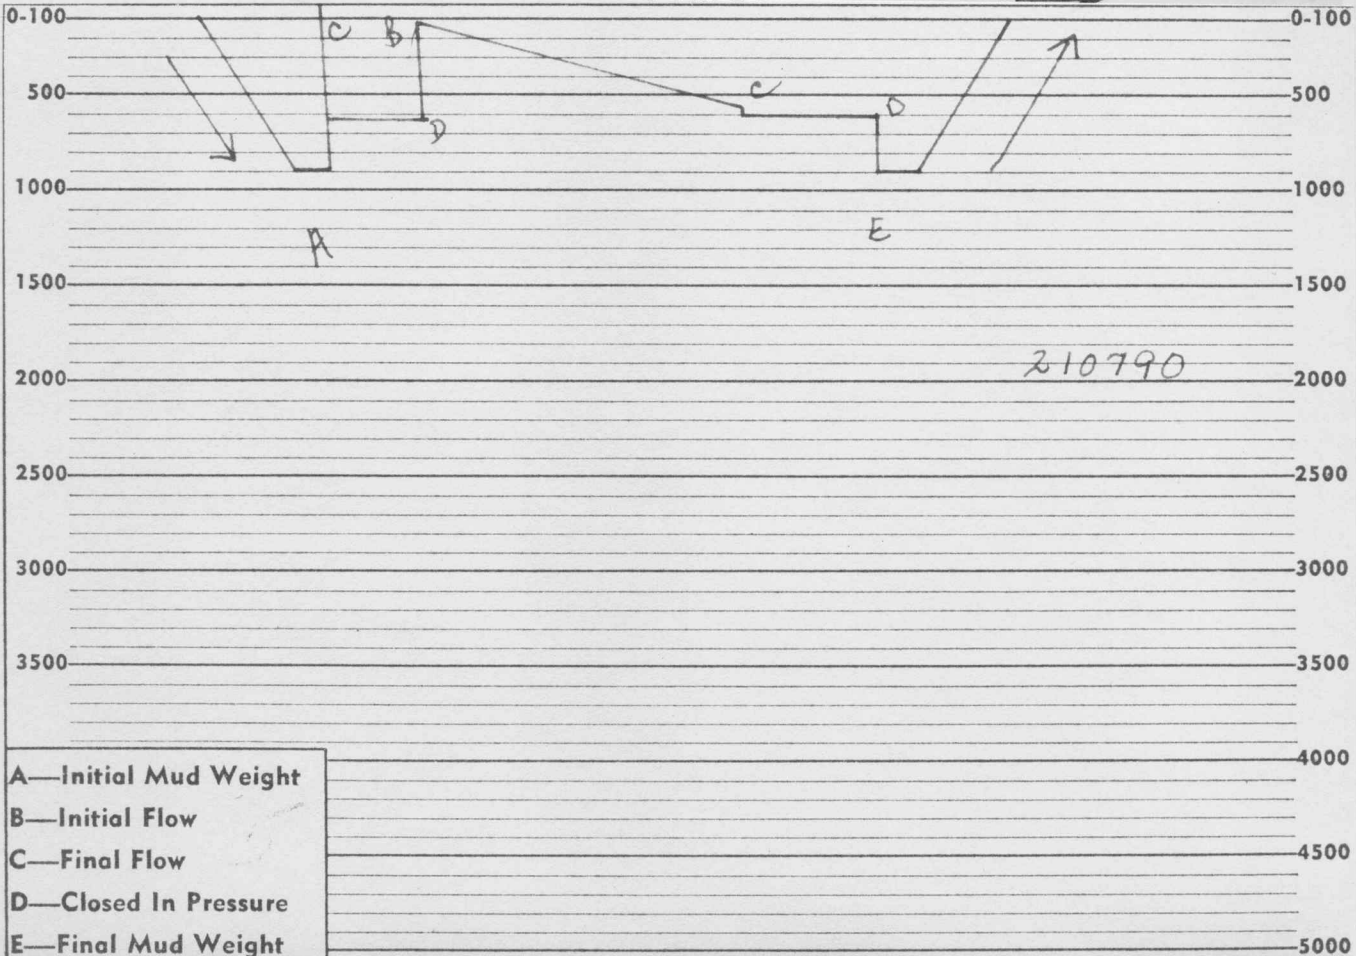 0-100 C B 0-100
500 C D 500
D
1000 1000
A E
1500 1500
210790
2000 2000
2500 2500
3000 3000
3500 3500
A—Initial Mud Weight 4000
B—Initial Flow
C—Final Flow 4500
D—Closed In Pressure
E—Final Mud Weight 5000